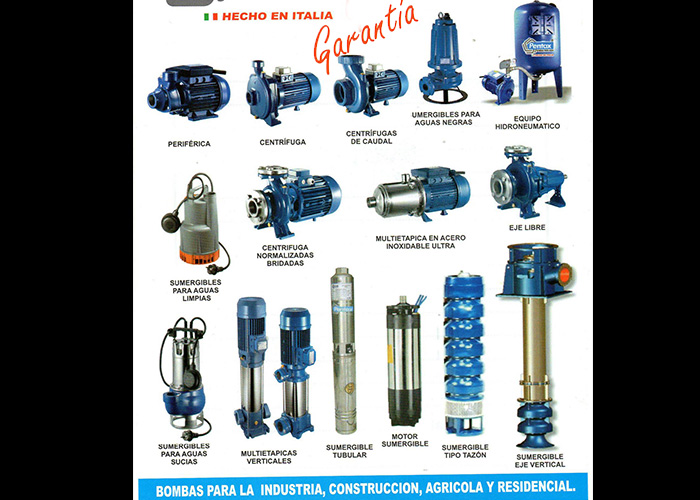 HECHO EN ITALIA
Garantía
Pentax
PERIFÉRICA
CENTRÍFUGA
CENTRÍFUGAS
DE CAUDAL
UMERGIBLES PARA
AGUAS NEGRAS
EQUIPO
HIDRONEUMATICO
SUMERGIBLES
PARA AGUAS
LIMPIAS
CENTRIFUGA
NORMALIZADAS
BRIDADAS
MULTIETAPICA EN ACERO
INOXIDABLE ULTRA
EJE LIBRE
SUMERGIBLES
PARA AGUAS
SUCIAS
MULTIETAPICAS
VERTICALES
SUMERGIBLE
TUBULAR
MOTOR
SUMERGIBLE
SUMERGIBLE
TIPO TAZÓN
SUMERGIBLE
EJE VERTICAL
BOMBAS PARA LA INDUSTRIA, CONSTRUCCION, AGRICOLA Y RESIDENCIAL.